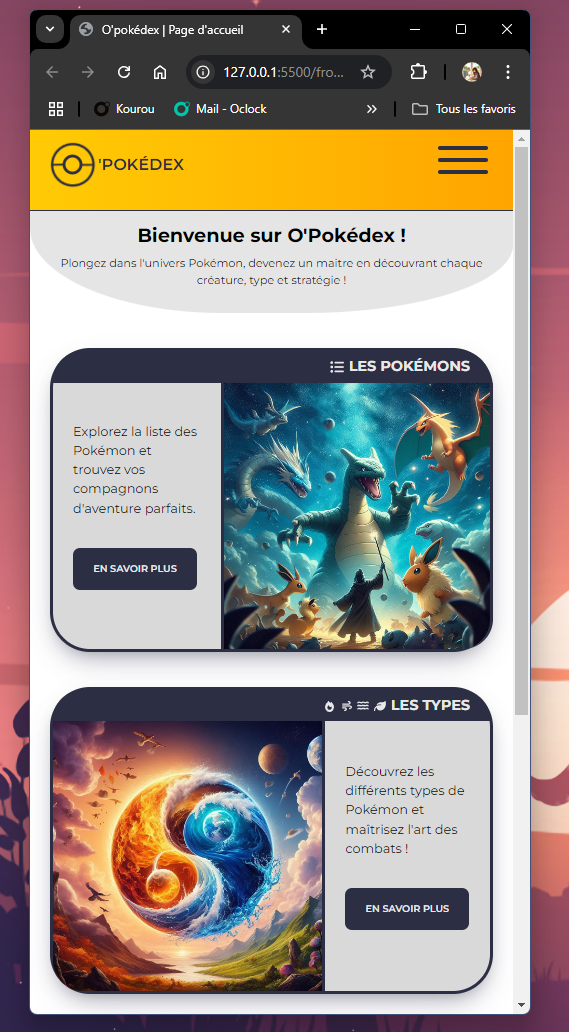 O'pokédex | Page d'accueil
127.0.0.1:5500/fro...
Kourou
Mail - Oclock
Tous les favoris
'POKÉDEX
Bienvenue sur O'Pokédex !
Plongez dans l'univers Pokémon, devenez un maitre en découvrant chaque
créature, type et stratégie !
LES POKÉMONS
Explorez la liste des
Pokémon et
trouvez vos
compagnons
d'aventure parfaits.
EN SAVOIR PLUS
LES TYPES
Découvrez les
différents types de
Pokémon et
maîtrisez l'art des
combats !
EN SAVOIR PLUS